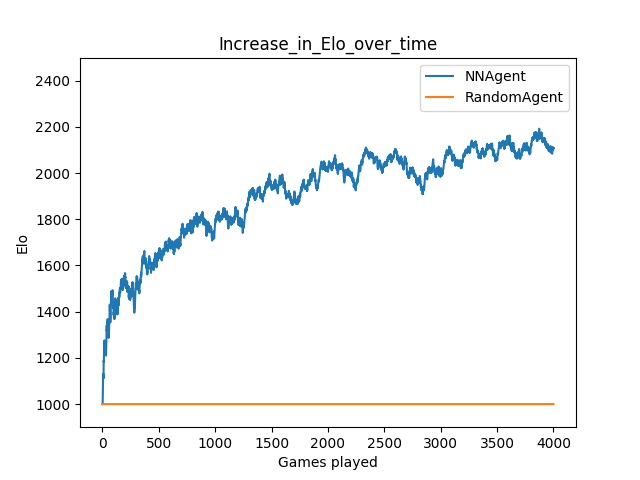 Increase_in_Elo_over_time
NNAgent
RandomAgent
2400
2200
2000
1800
1600
1400
1200
1000
Elo
0 500 1000 1500 2000 2500 3000 3500 4000
Games played